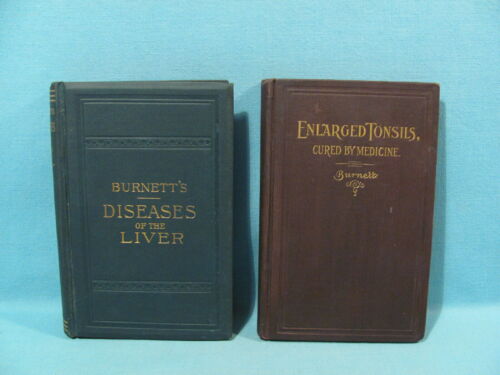 BURNETT'S
DISEASES
OF THE
LIVER
ENLARGED TONSILS,
CURED BY MEDICINE.
Burnett